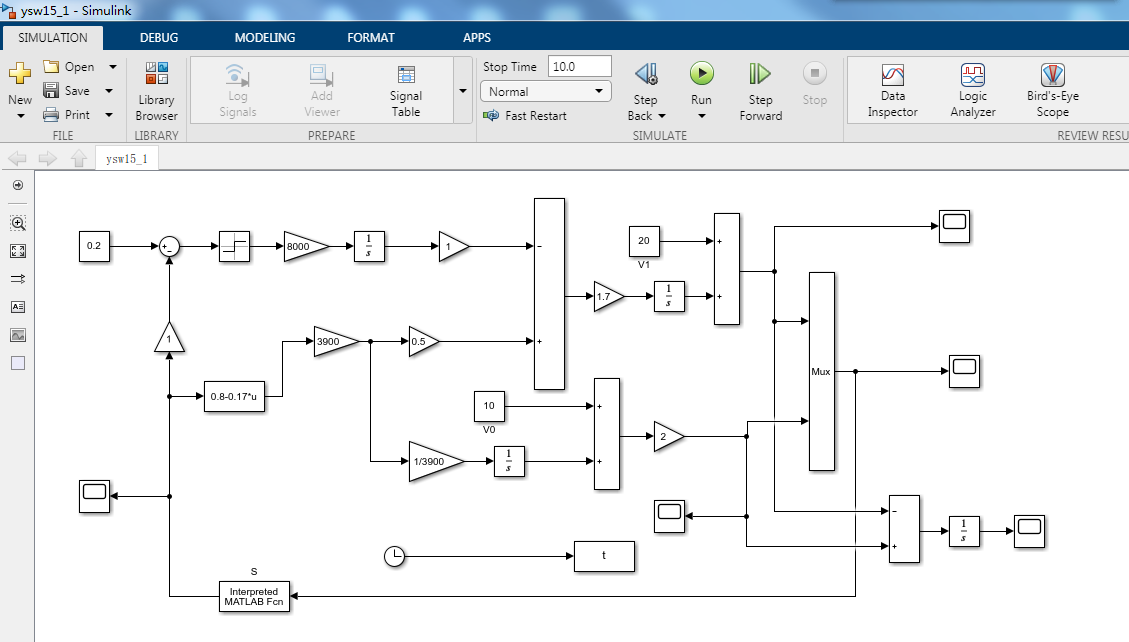 ysw15_1 - Simulink
SIMULATION DEBUG MODELING FORMAT APPS
New
Open
Save
Print
FILE
Library
Browser
LIBRARY
Log
Signals
Add
Viewer
Signal
Table
PREPARE
Stop Time 10.0
Normal
Fast Restart
Step
Back
Run
Step
Forward
Stop
SIMULATE
Data
Inspector
Logic
Analyzer
Bird's-Eye
Scope
REVIEW RESU
ysw15_1
0.2
+
−
8000
1
s
1
−
+
20
V1
1.7
1
s
+
+
1
3900
0.5
0.8-0.17*u
10
V0
+
+
2
Mux
1/3900
1
s
−
+
1
s
t
S
Interpreted
MATLAB Fcn